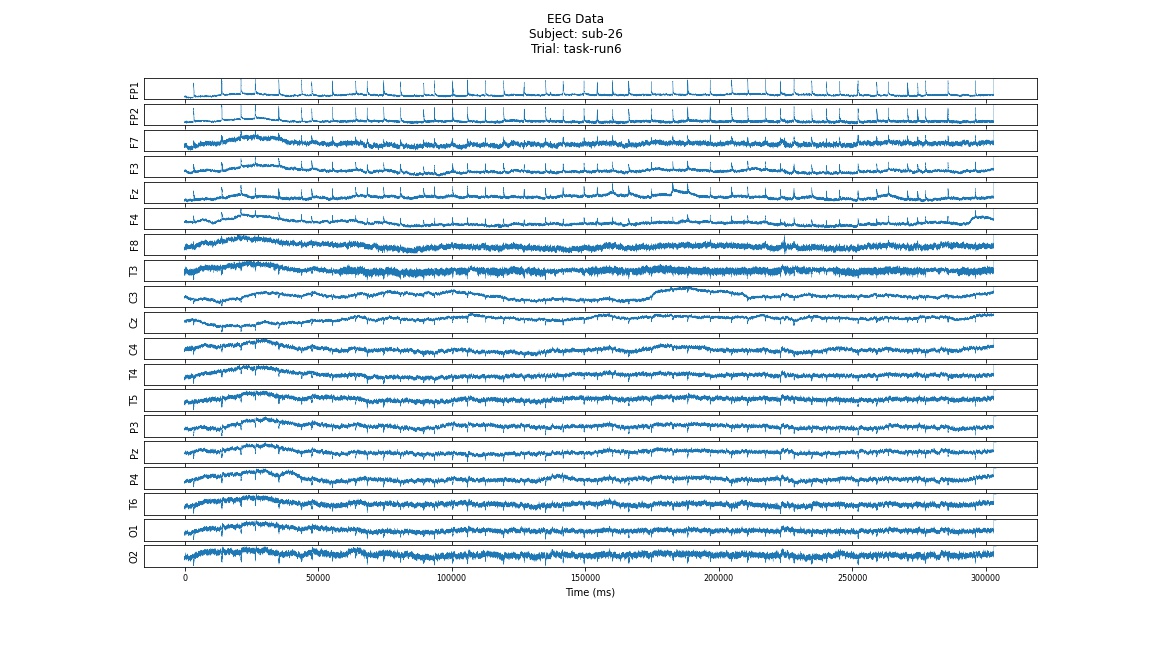 EEG Data
Subject: sub-26
Trial: task-run6
FP1
FP2
F7
F3
Fz
F4
F8
T3
C3
Cz
C4
T4
T5
P3
Pz
P4
T6
O1
O2
0 50000 100000 150000 200000 250000 300000
Time (ms)